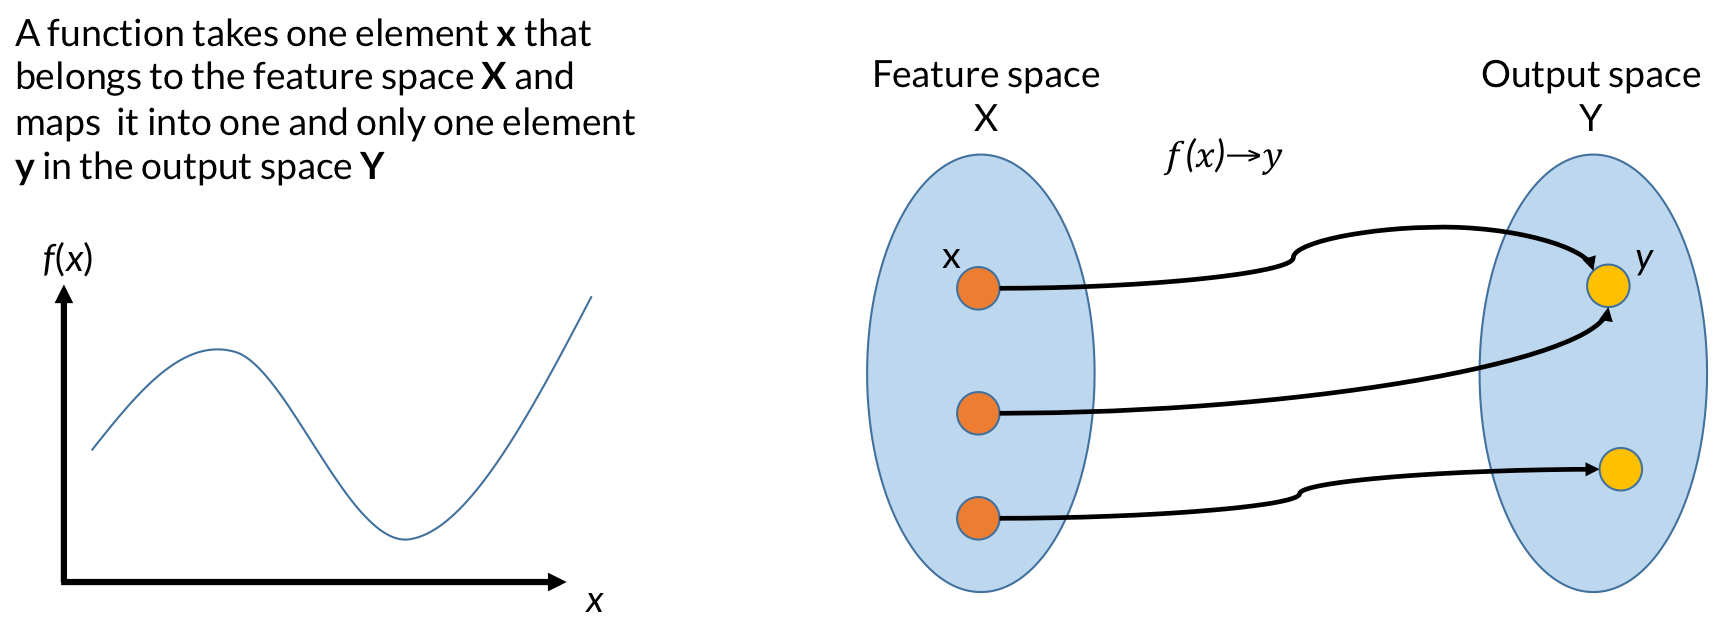 A function takes one element x that
belongs to the feature space X and
maps  it into one and only one element
y in the output space Y
f(x)
x
Feature space
X
Output space
Y
f(x)→y
x
y